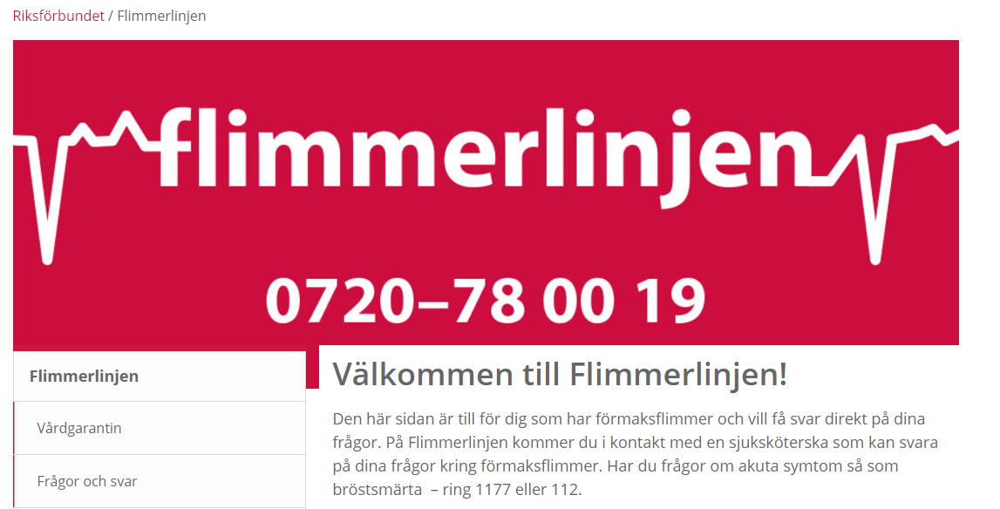 Riksförbundet / Flimmerlinjen
flimmerlinjen
0720–78 00 19
Flimmerlinjen
Vårdgarantin
Frågor och svar
Välkommen till Flimmerlinjen!
Den här sidan är till för dig som har förmaksflimmer och vill få svar direkt på dina
frågor. På Flimmerlinjen kommer du i kontakt med en sjuksköterska som kan svara
på dina frågor kring förmaksflimmer. Har du frågor om akuta symtom så som
bröstsmärta – ring 1177 eller 112.